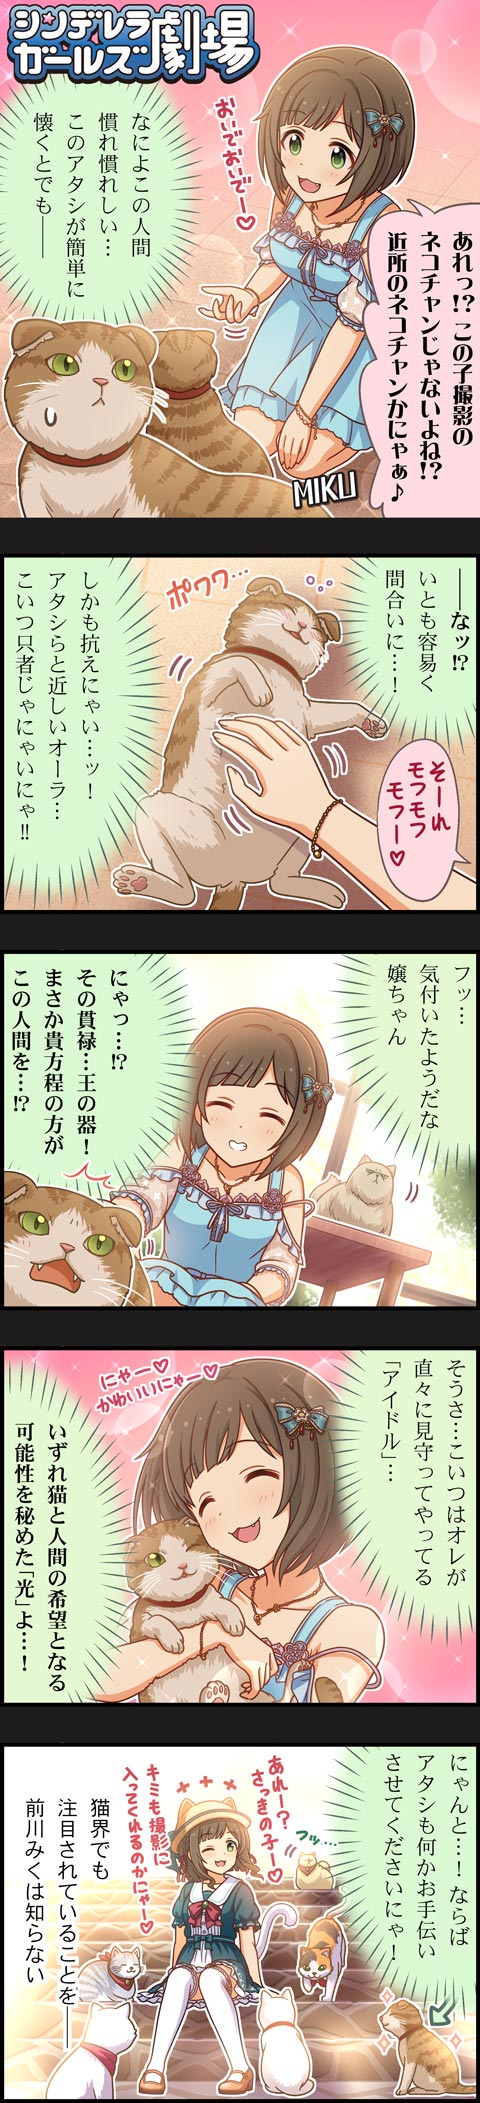 シンデレラ
ガールズ劇場
あれっ!?この子撮影の
ネコチャンじゃないよね!?
近所のネコチャンかにゃぁ♪
おいでおいでー♡
なによこの人間
慣れ慣れしい…
このアタシが簡単に
懐くとでも──
MIKU
──なッ!?
いとも容易く
間合いに…!
そーれ
モフモフ
モフー♡
ポワワ…
しかも抗えにゃい…ッ!
アタシらと近しいオーラ…
こいつ只者じゃにゃいにゃ!!
フッ…
気付いたようだな
嬢ちゃん
にゃっ…!?
その貫禄…王の器!
まさか貴方程の方が
この人間を…!?
そうさ…こいつはオレが
直々に見守ってやってる
「アイドル」…
にゃー♡
かわいいにゃー♡
いずれ猫と人間の希望となる
可能性を秘めた「光」よ…!
にゃんと…!ならば
アタシも何かお手伝い
させてくださいにゃ!
フッ…
あれー?
さっきの子ー♡
キミも撮影に
入ってくれるのかにゃー♡
猫界でも
注目されていることを──
前川みくは知らない